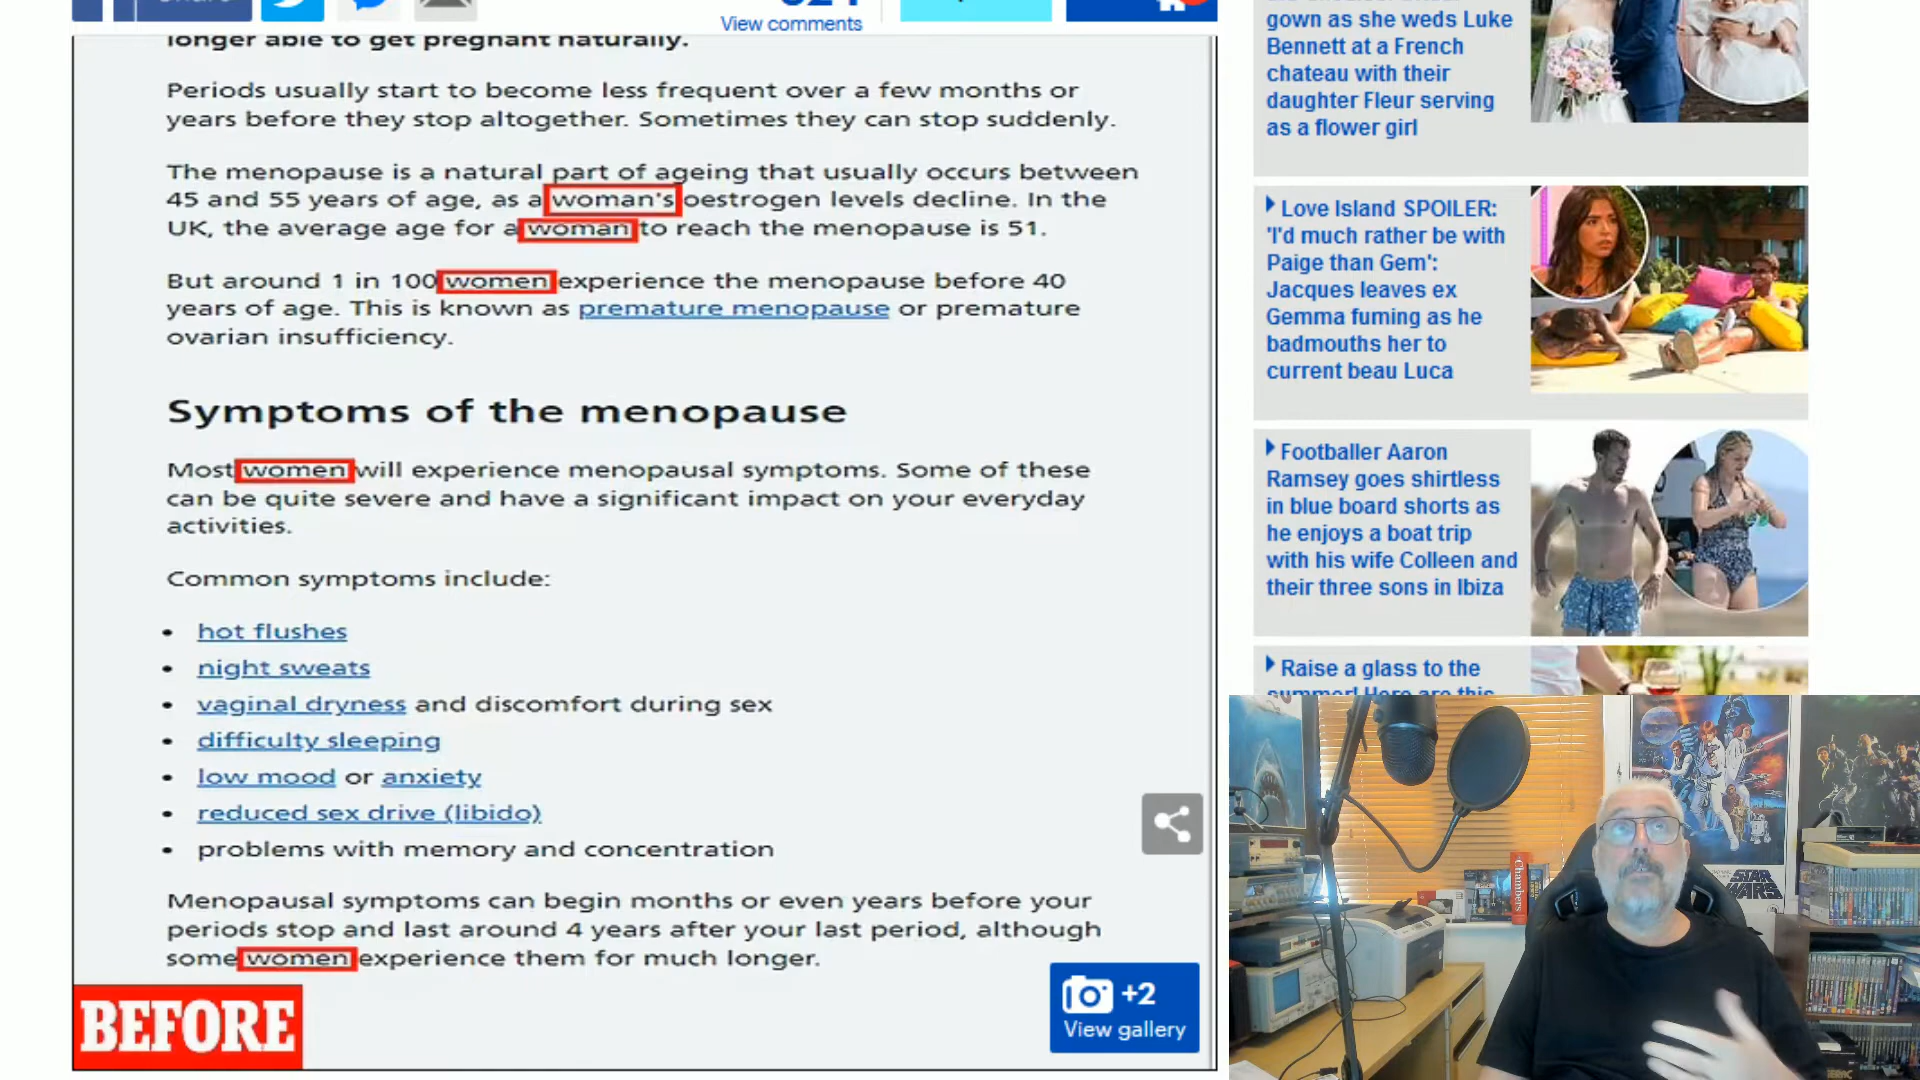 View comments
longer able to get pregnant naturally.
Periods usually start to become less frequent over a few months or
years before they stop altogether. Sometimes they can stop suddenly.
The menopause is a natural part of ageing that usually occurs between
45 and 55 years of age, as a woman's oestrogen levels decline. In the
UK, the average age for a woman to reach the menopause is 51.
But around 1 in 100 women experience the menopause before 40
years of age. This is known as premature menopause or premature
ovarian insufficiency.
Symptoms of the menopause
Most women will experience menopausal symptoms. Some of these
can be quite severe and have a significant impact on your everyday
activities.
Common symptoms include:
• hot flushes
• night sweats
• vaginal dryness and discomfort during sex
• difficulty sleeping
• low mood or anxiety
• reduced sex drive (libido)
• problems with memory and concentration
Menopausal symptoms can begin months or even years before your
periods stop and last around 4 years after your last period, although
some women experience them for much longer.
BEFORE
+2
View gallery
gown as she weds Luke
Bennett at a French
chateau with their
daughter Fleur serving
as a flower girl
Love Island SPOILER:
'I'd much rather be with
Paige than Gem':
Jacques leaves ex
Gemma fuming as he
badmouths her to
current beau Luca
Footballer Aaron
Ramsey goes shirtless
in blue board shorts as
he enjoys a boat trip
with his wife Colleen and
their three sons in Ibiza
Raise a glass to the
summer! Here are this
STAR
WARS
Chambers